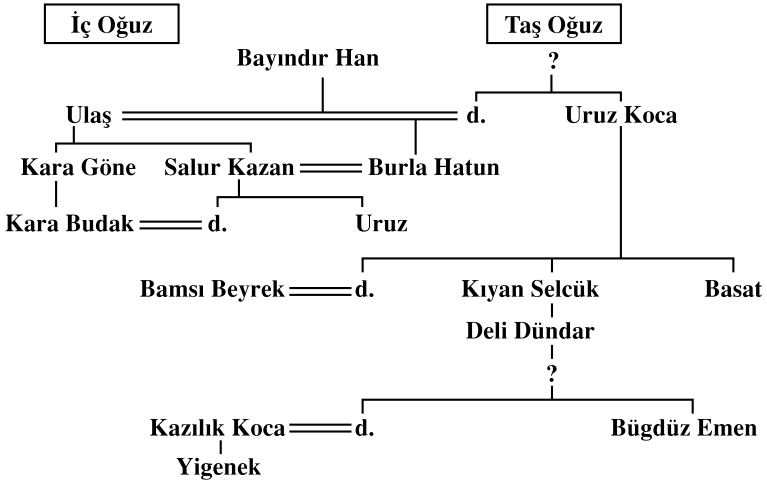 İç Oğuz
Taş Oğuz
Bayındır Han
?
Ulaş
d.
Uruz Koca
Kara Göne
Salur Kazan
Burla Hatun
Kara Budak
d.
Uruz
Bamsı Beyrek
d.
Kıyan Selcük
Basat
Deli Dündar
?
Kazılık Koca
d.
Bügdüz Emen
Yigenek